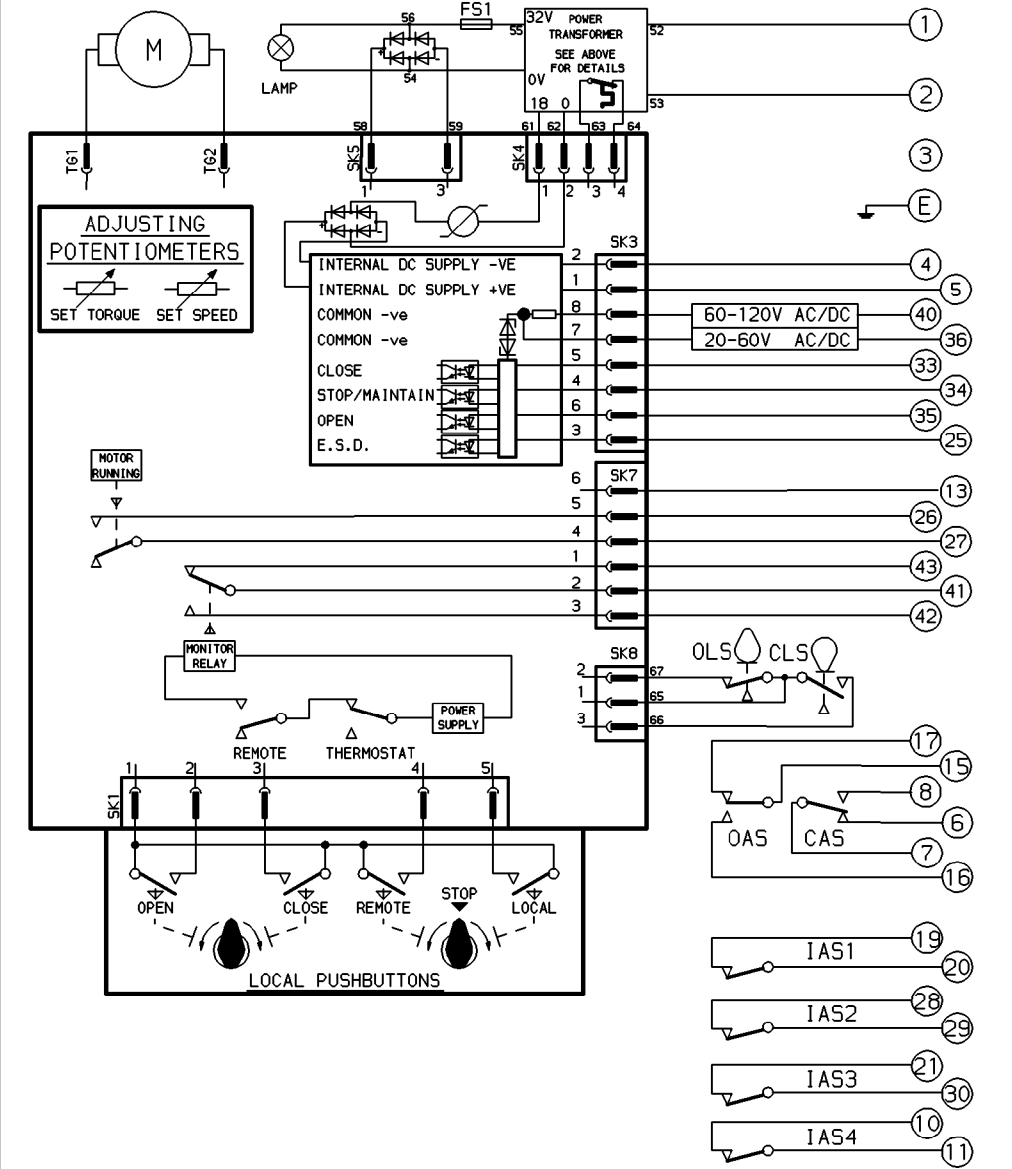 M
56
FS1
32V
POWER
TRANSFORMER
55
52
1
SEE ABOVE
FOR DETAILS
LAMP
54
0V
18 0
53
2
58
59
61
62
63
64
TG1
TG2
SK5
SK4
3
1
3
1
2
3
4
E
ADJUSTING
POTENTIOMETERS
SET TORQUE
SET SPEED
SK3
INTERNAL DC SUPPLY -VE
2
4
INTERNAL DC SUPPLY +VE
1
5
COMMON -ve
8
60-120V AC/DC
40
COMMON -ve
7
20-60V AC/DC
36
CLOSE
5
33
STOP/MAINTAIN
4
34
OPEN
6
35
E.S.D.
3
25
MOTOR
RUNNING
SK7
6
13
5
26
4
27
1
43
2
41
3
42
MONITOR
RELAY
SK8
OLS
CLS
2
67
1
65
3
66
POWER
SUPPLY
REMOTE
THERMOSTAT
17
15
8
6
OAS
CAS
7
16
SK1
1
2
3
4
5
OPEN
CLOSE
REMOTE
STOP
LOCAL
LOCAL PUSHBUTTONS
19
IAS1
20
28
IAS2
29
21
IAS3
30
10
IAS4
11